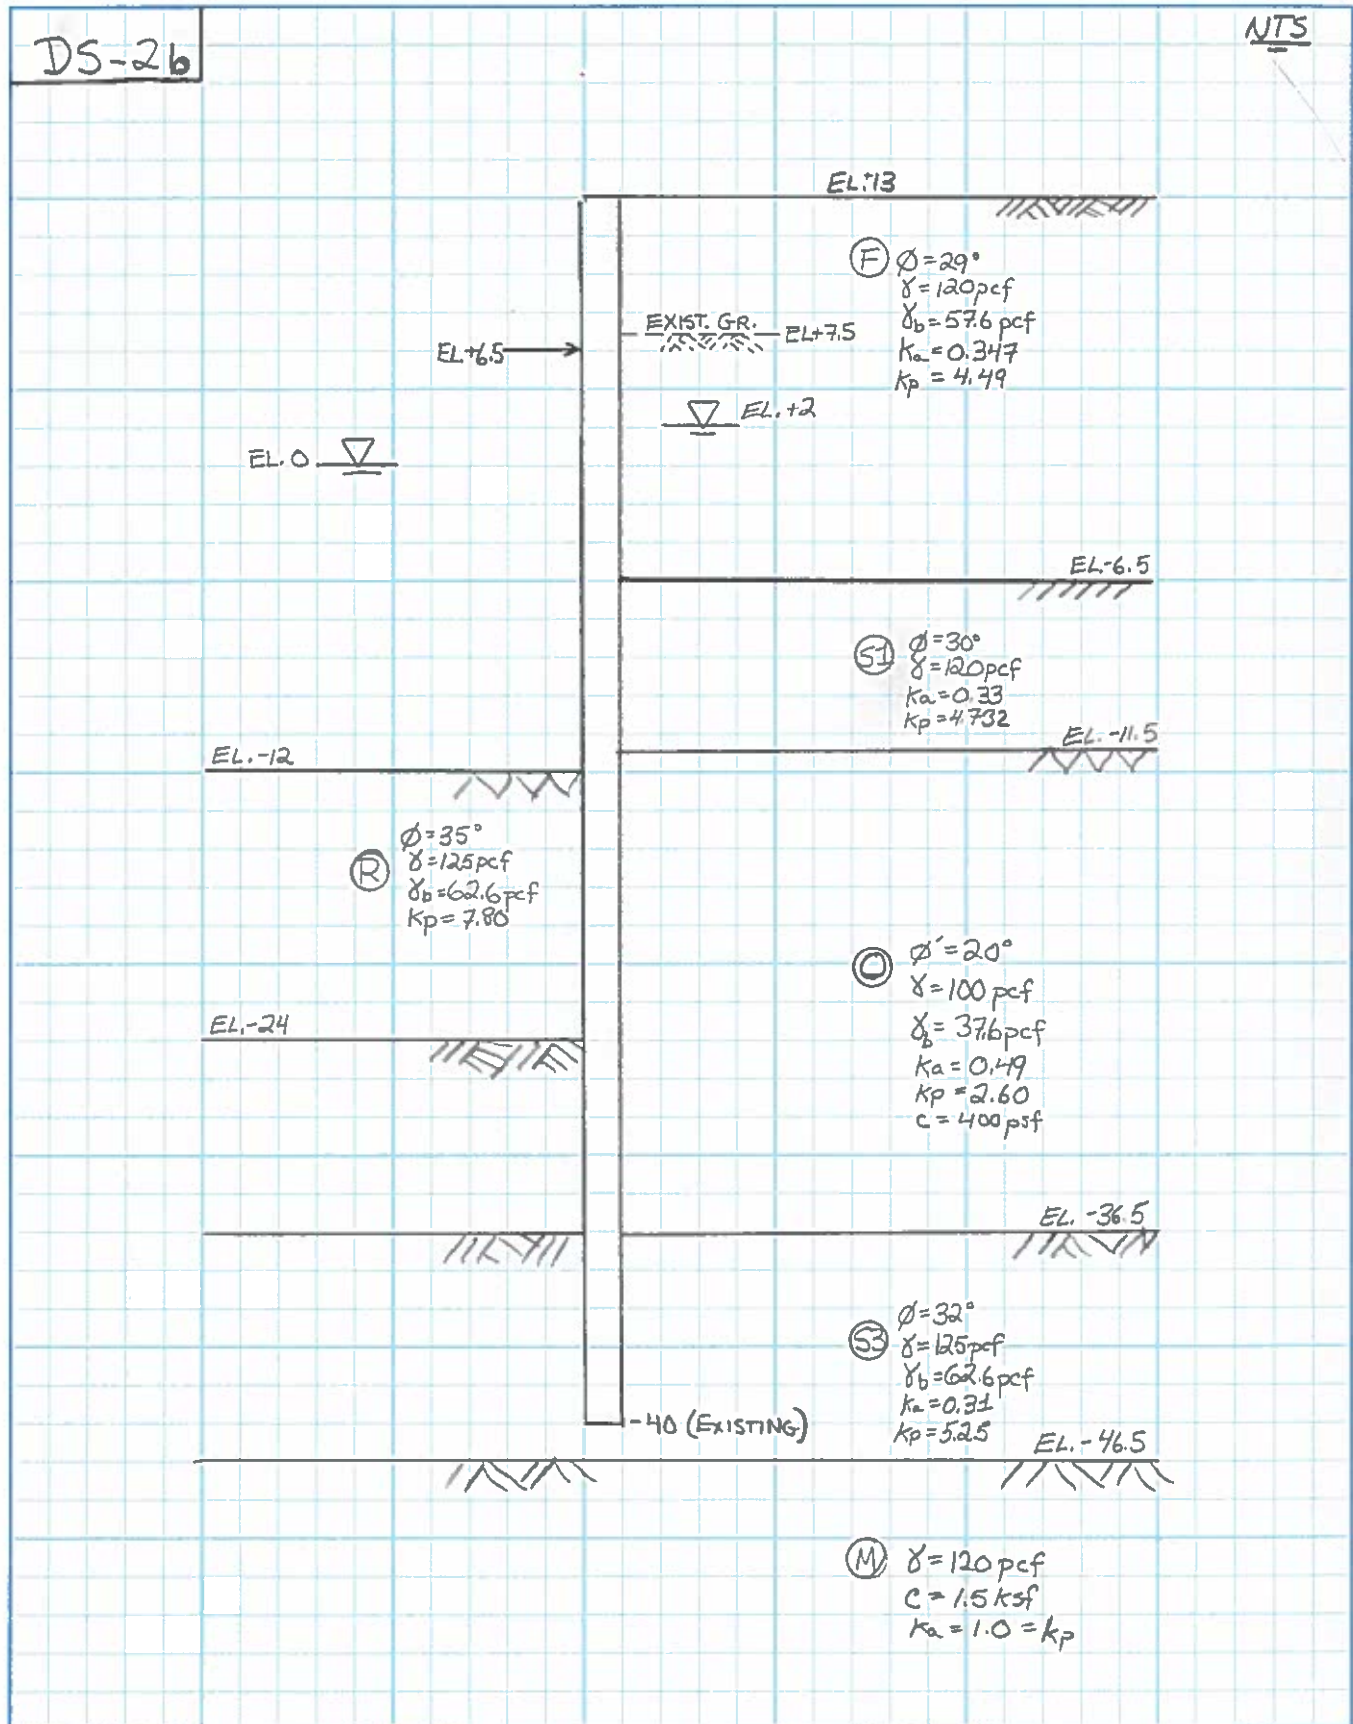 DS-2b
NTS
EL.+13
F
Ø=29°
γ=120pcf
γb=57.6 pcf
Ka=0.347
Kp=4.49
EXIST. GR.
EL+7.5
EL+6.5
EL.+2
EL.0
EL-6.5
S1
Ø=30°
γ=120pcf
Ka=0.33
Kp=4.732
EL.-11.5
EL.-12
R
Ø=35°
γ=125pcf
γb=62.6pcf
Kp=7.80
O
Ø'=20°
γ=100 pcf
γb=37.6pcf
Ka=0.49
Kp=2.60
c=400psf
EL.-24
EL. -36.5
S3
Ø=32°
γ=125pcf
γb=62.6pcf
Ka=0.31
Kp=5.25
-40 (EXISTING)
EL.-46.5
M
γ=120pcf
C=1.5ksf
Ka=1.0=kp